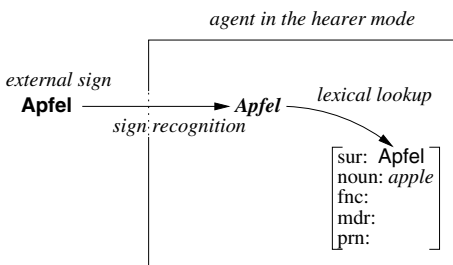 agent in the hearer mode
external sign
Apfel Apfel lexical lookup
sign recognition
sur: Apfel
noun: apple
fnc:
mdr:
prn: